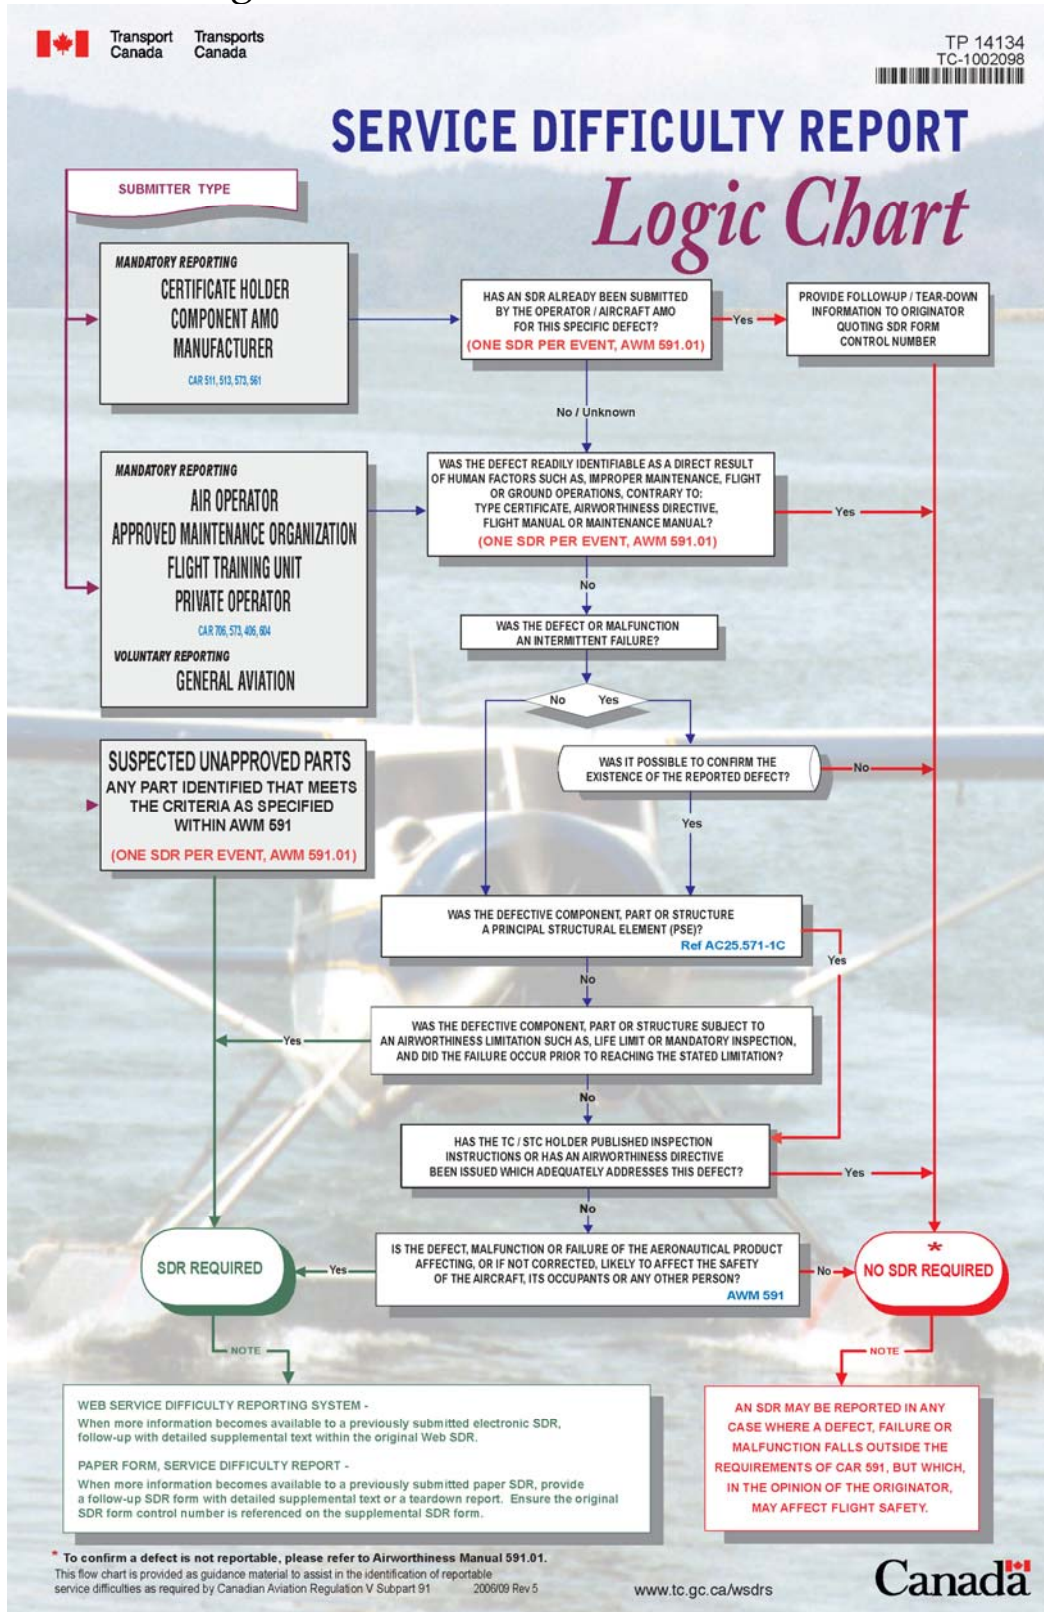 Transport Transports
Canada Canada
TP 14134
TC-1002098
SERVICE DIFFICULTY REPORT
Logic Chart
SUBMITTER TYPE
MANDATORY REPORTING
CERTIFICATE HOLDER
COMPONENT AMO
MANUFACTURER
CAR 511, 513, 573, 561
HAS AN SDR ALREADY BEEN SUBMITTED
BY THE OPERATOR / AIRCRAFT AMO
FOR THIS SPECIFIC DEFECT?
(ONE SDR PER EVENT, AWM 591.01)
Yes
PROVIDE FOLLOW-UP / TEAR-DOWN
INFORMATION TO ORIGINATOR
QUOTING SDR FORM
CONTROL NUMBER
No / Unknown
MANDATORY REPORTING
AIR OPERATOR
APPROVED MAINTENANCE ORGANIZATION
FLIGHT TRAINING UNIT
PRIVATE OPERATOR
CAR 706, 573, 406, 604
VOLUNTARY REPORTING
GENERAL AVIATION
WAS THE DEFECT READILY IDENTIFIABLE AS A DIRECT RESULT
OF HUMAN FACTORS SUCH AS, IMPROPER MAINTENANCE, FLIGHT
OR GROUND OPERATIONS, CONTRARY TO:
TYPE CERTIFICATE, AIRWORTHINESS DIRECTIVE,
FLIGHT MANUAL OR MAINTENANCE MANUAL?
(ONE SDR PER EVENT, AWM 591.01)
Yes
No
WAS THE DEFECT OR MALFUNCTION
AN INTERMITTENT FAILURE?
No Yes
SUSPECTED UNAPPROVED PARTS
ANY PART IDENTIFIED THAT MEETS
THE CRITERIA AS SPECIFIED
WITHIN AWM 591
(ONE SDR PER EVENT, AWM 591.01)
WAS IT POSSIBLE TO CONFIRM THE
EXISTENCE OF THE REPORTED DEFECT?
No
Yes
WAS THE DEFECTIVE COMPONENT, PART OR STRUCTURE
A PRINCIPAL STRUCTURAL ELEMENT (PSE)?
Ref AC25.571-1C
Yes
No
WAS THE DEFECTIVE COMPONENT, PART OR STRUCTURE SUBJECT TO
AN AIRWORTHINESS LIMITATION SUCH AS, LIFE LIMIT OR MANDATORY INSPECTION,
AND DID THE FAILURE OCCUR PRIOR TO REACHING THE STATED LIMITATION?
Yes
No
HAS THE TC / STC HOLDER PUBLISHED INSPECTION
INSTRUCTIONS OR HAS AN AIRWORTHINESS DIRECTIVE
BEEN ISSUED WHICH ADEQUATELY ADDRESSES THIS DEFECT?
Yes
No
IS THE DEFECT, MALFUNCTION OR FAILURE OF THE AERONAUTICAL PRODUCT
AFFECTING, OR IF NOT CORRECTED, LIKELY TO AFFECT THE SAFETY
OF THE AIRCRAFT, ITS OCCUPANTS OR ANY OTHER PERSON?
AWM 591
Yes
No
SDR REQUIRED
*
NO SDR REQUIRED
NOTE
NOTE
WEB SERVICE DIFFICULTY REPORTING SYSTEM -
When more information becomes available to a previously submitted electronic SDR,
follow-up with detailed supplemental text within the original Web SDR.
PAPER FORM, SERVICE DIFFICULTY REPORT -
When more information becomes available to a previously submitted paper SDR, provide
a follow-up SDR form with detailed supplemental text or a teardown report. Ensure the original
SDR form control number is referenced on the supplemental SDR form.
AN SDR MAY BE REPORTED IN ANY
CASE WHERE A DEFECT, FAILURE OR
MALFUNCTION FALLS OUTSIDE THE
REQUIREMENTS OF CAR 591, BUT WHICH,
IN THE OPINION OF THE ORIGINATOR,
MAY AFFECT FLIGHT SAFETY.
* To confirm a defect is not reportable, please refer to Airworthiness Manual 591.01.
This flow chart is provided as guidance material to assist in the identification of reportable
service difficulties as required by Canadian Aviation Regulation V Subpart 91 2006/09 Rev 5
www.tc.gc.ca/wsdrs
Canada